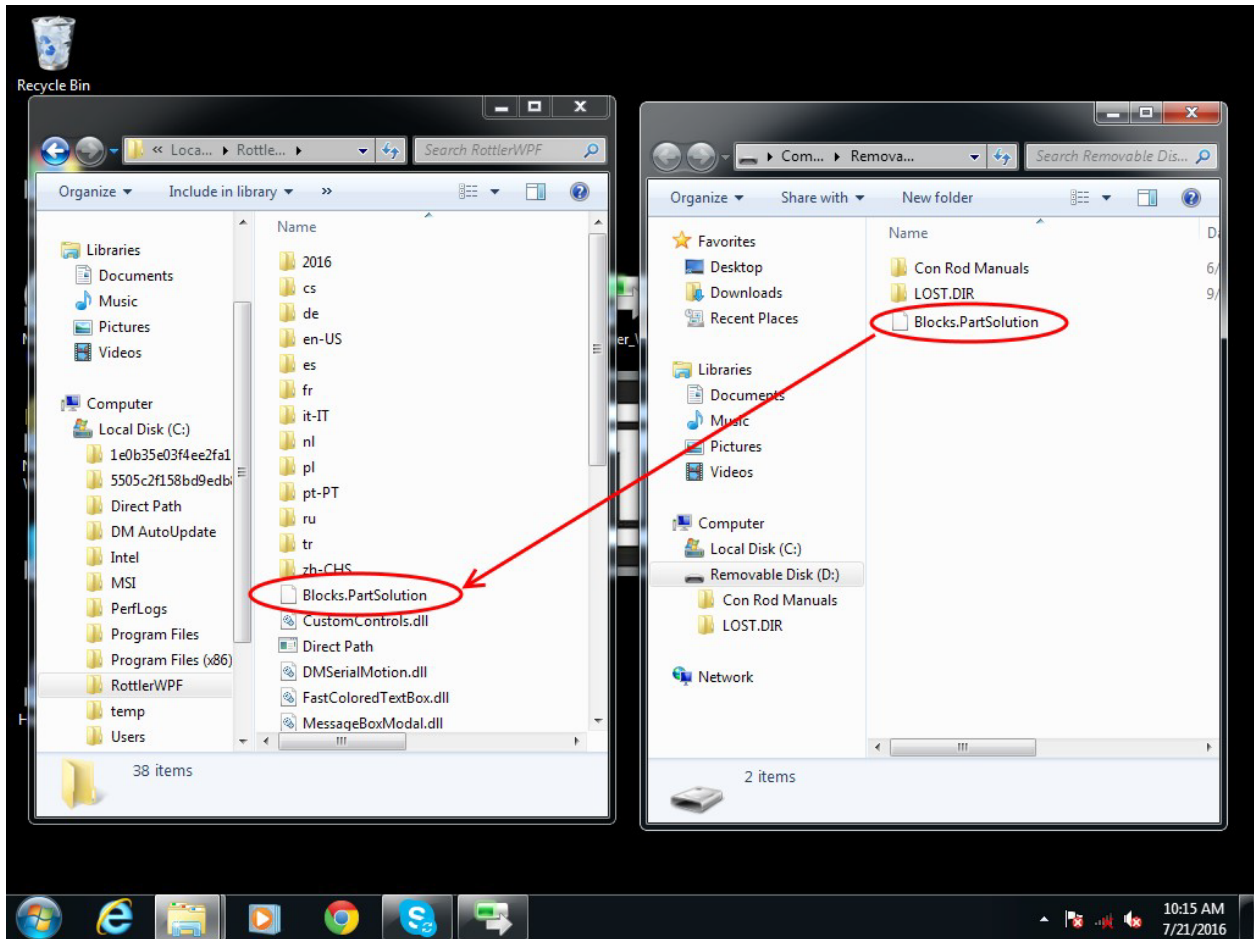 Recycle Bin
« Loca... Rottle...
Search RottlerWPF
Organize
Include in library
»
Libraries
Documents
Music
Pictures
Videos
Computer
Local Disk (C:)
1e0b35e03f4ee2fa1
5505c2f158bd9edb
Direct Path
DM AutoUpdate
Intel
MSI
PerfLogs
Program Files
Program Files (x86)
RottlerWPF
temp
Users
Name
2016
cs
de
en-US
es
fr
it-IT
nl
pl
pt-PT
ru
tr
zh-CHS
Blocks.PartSolution
CustomControls.dll
Direct Path
DMSerialMotion.dll
FastColoredTextBox.dll
MessageBoxModal.dll
38 items
Com... Remova...
Search Removable Dis...
Organize
Share with
New folder
Favorites
Desktop
Downloads
Recent Places
Libraries
Documents
Music
Pictures
Videos
Computer
Local Disk (C:)
Removable Disk (D:)
Con Rod Manuals
LOST.DIR
Network
Name
Con Rod Manuals 6/
LOST.DIR 9/
Blocks.PartSolution
2 items
10:15 AM
7/21/2016